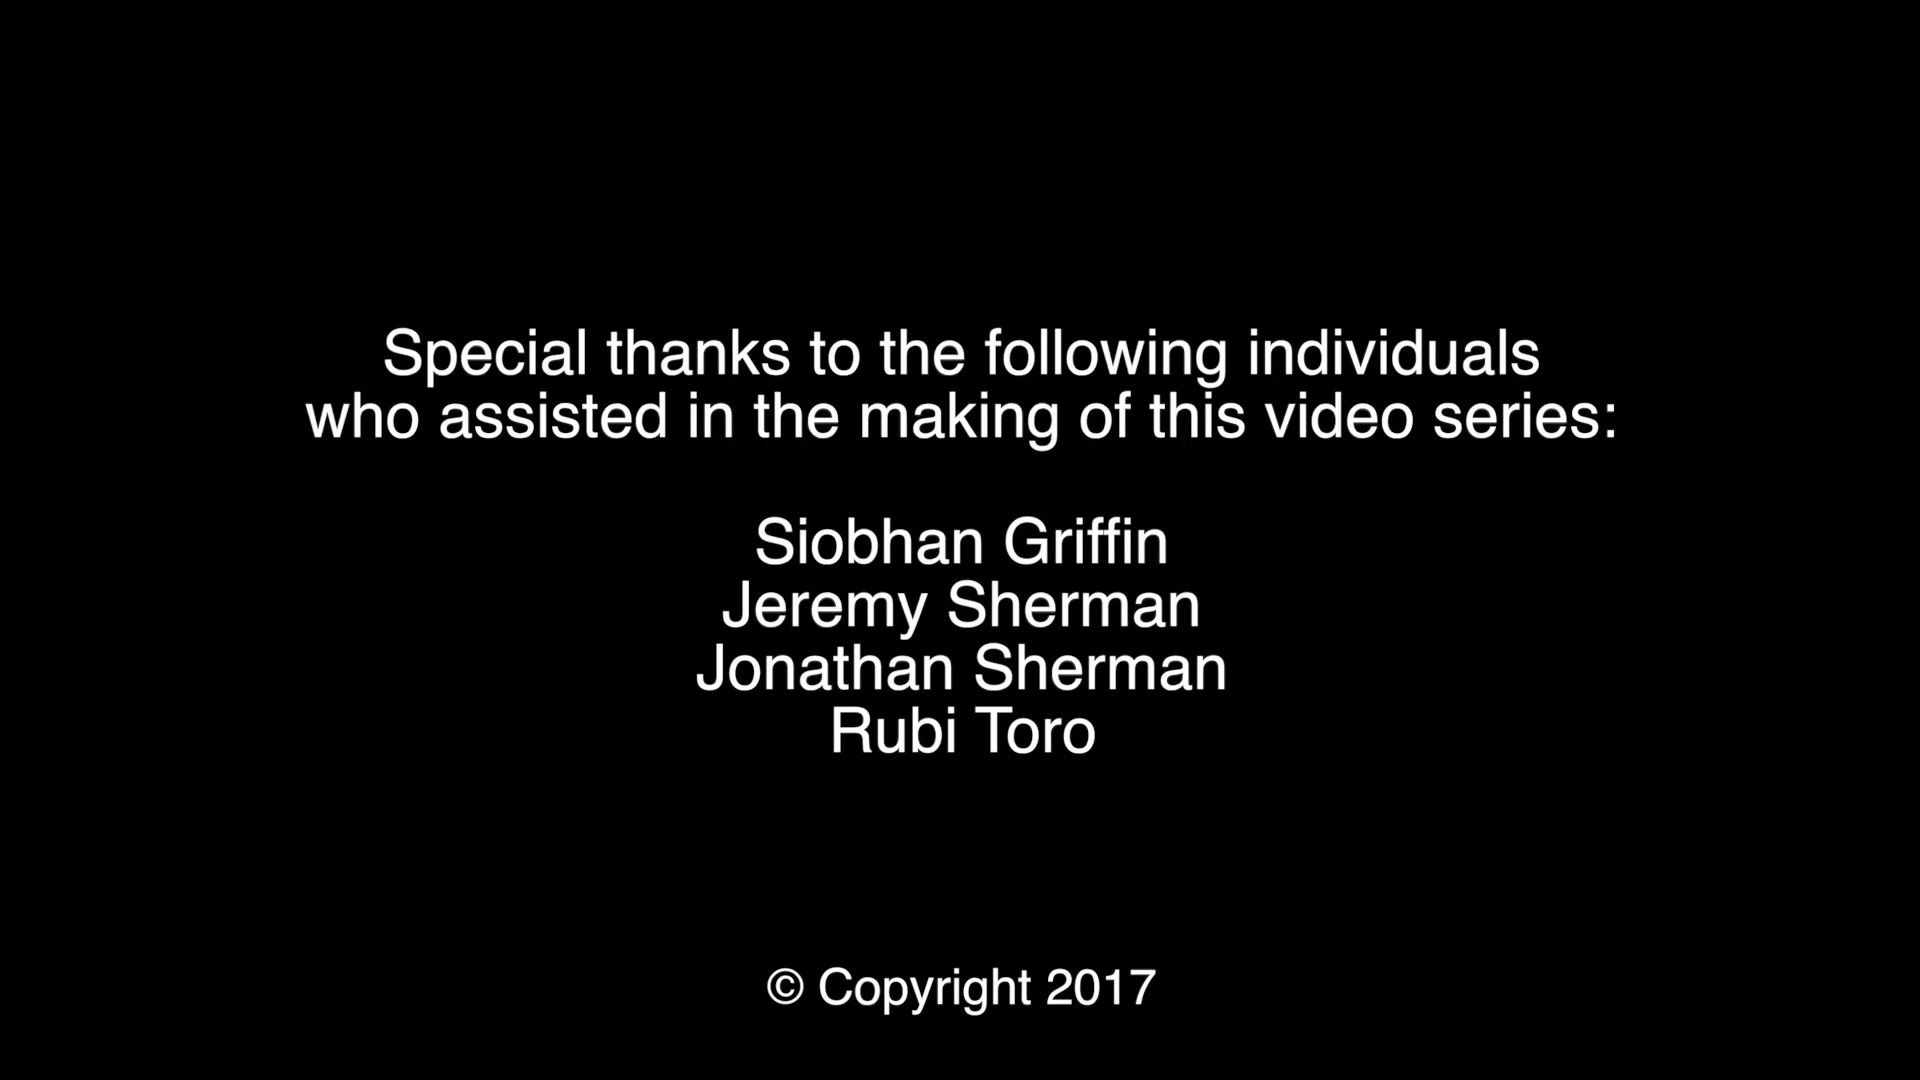 Special thanks to the following individuals
who assisted in the making of this video series:
Siobhan Griffin
Jeremy Sherman
Jonathan Sherman
Rubi Toro
© Copyright 2017